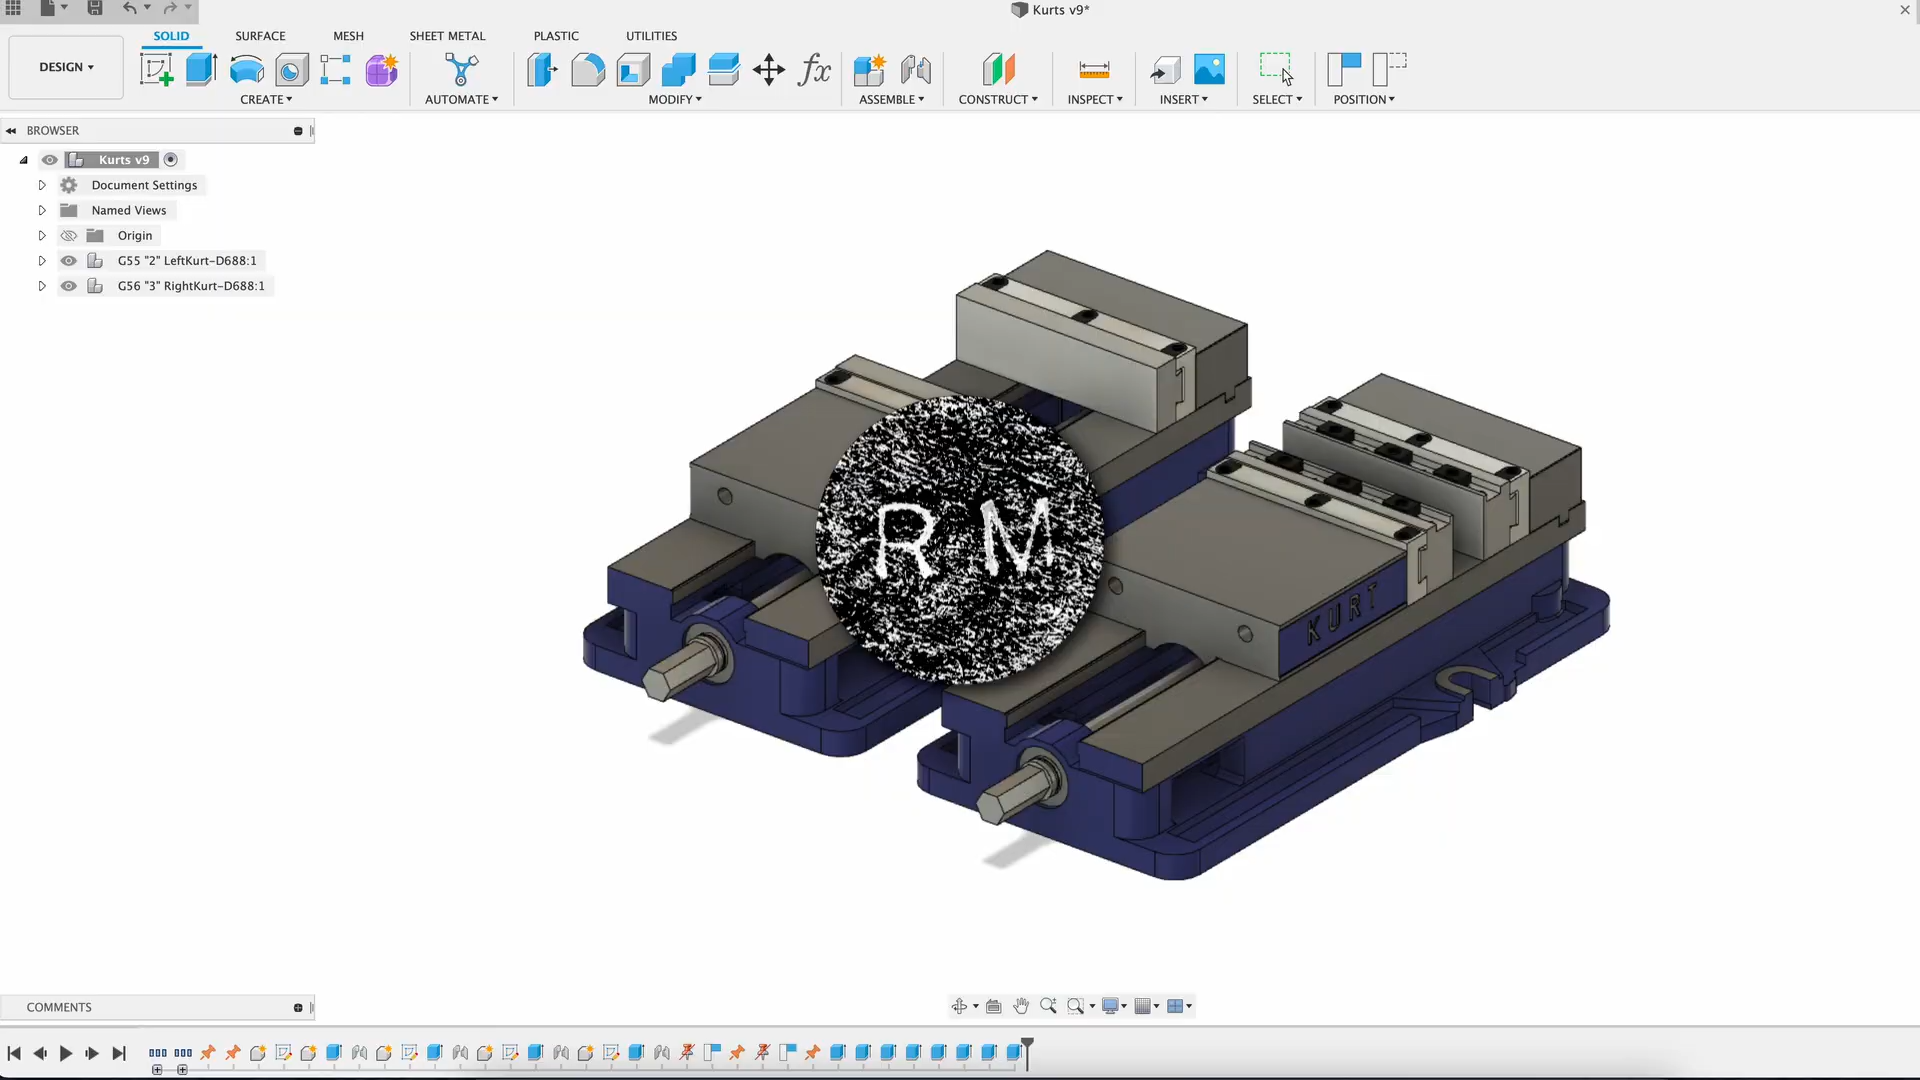 Kurts v9*
DESIGN
SOLID
SURFACE
MESH
SHEET METAL
PLASTIC
UTILITIES
fx
CREATE
AUTOMATE
MODIFY
ASSEMBLE
CONSTRUCT
INSPECT
INSERT
SELECT
POSITION
BROWSER
Kurts v9
Document Settings
Named Views
Origin
G55 "2" LeftKurt-D688:1
G56 "3" RightKurt-D688:1
R M
KURT
COMMENTS